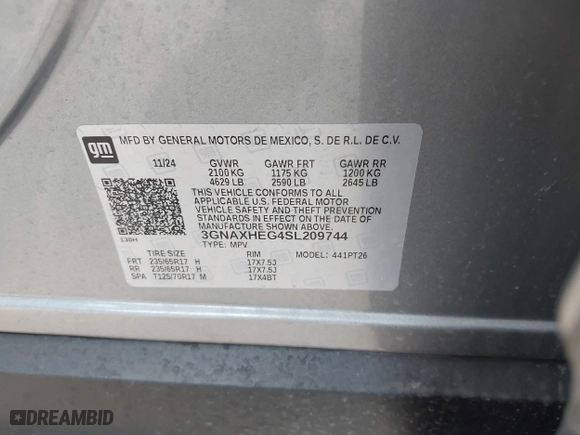 gm MFD BY GENERAL MOTORS DE MEXICO, S. DE R.L. DE C.V.
11/24 GVWR GAWR FRT GAWR RR
2100 KG 1175 KG 1200 KG
4629 LB 2590 LB 2645 LB
THIS VEHICLE CONFORMS TO ALL
APPLICABLE U.S. FEDERAL MOTOR
VEHICLE SAFETY AND THEFT
PREVENTION STANDARDS IN EFFECT ON
THE DATE OF MANUFACTURE SHOWN ABOVE.
3GNAXHEG4SL209744
138H TYPE: MPV
TIRE SIZE RIM MODEL: 441PT26
FRT 235/65R17 H 17X7.5J
RR 235/65R17 H 17X7.5J
SPA T125/70R17 M 17X4BT
DREAMBID